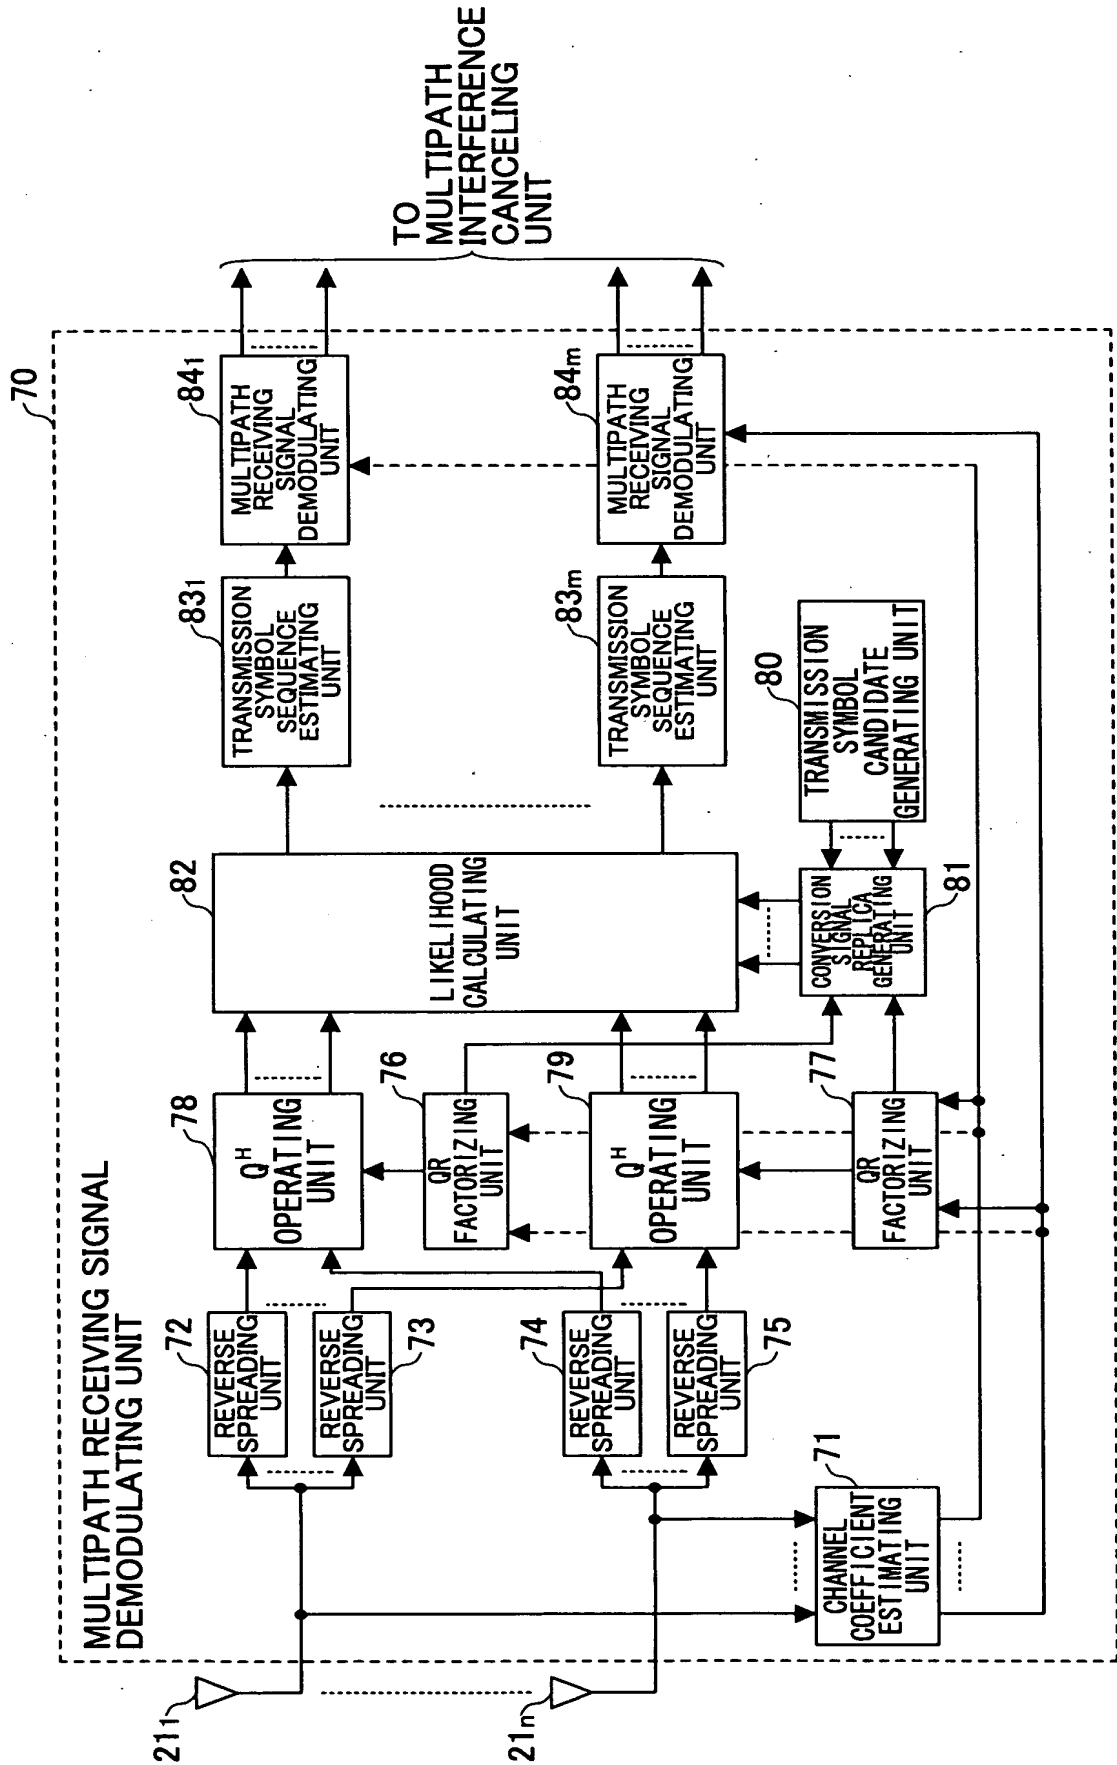 70
MULTIPATH RECEIVING SIGNAL
DEMODULATING UNIT
21₁
21ₙ
72
REVERSE
SPREADING
UNIT
REVERSE
SPREADING
UNIT
73
74
REVERSE
SPREADING
UNIT
REVERSE
SPREADING
UNIT
75
71
CHANNEL
COEFFICIENT
ESTIMATING
UNIT
78
Qᴴ
OPERATING
UNIT
76
QR
FACTORIZING
UNIT
79
Qᴴ
OPERATING
UNIT
77
QR
FACTORIZING
UNIT
82
LIKELIHOOD
CALCULATING
UNIT
CONVERSION
SIGNAL
REPLICA
GENERATING
UNIT
81
80
TRANSMISSION
SYMBOL
CANDIDATE
GENERATING UNIT
83₁
TRANSMISSION
SYMBOL
SEQUENCE
ESTIMATING
UNIT
83ₘ
TRANSMISSION
SYMBOL
SEQUENCE
ESTIMATING
UNIT
84₁
MULTIPATH
RECEIVING
SIGNAL
DEMODULATING
UNIT
84ₘ
MULTIPATH
RECEIVING
SIGNAL
DEMODULATING
UNIT
TO
MULTIPATH
INTERFERENCE
CANCELING
UNIT